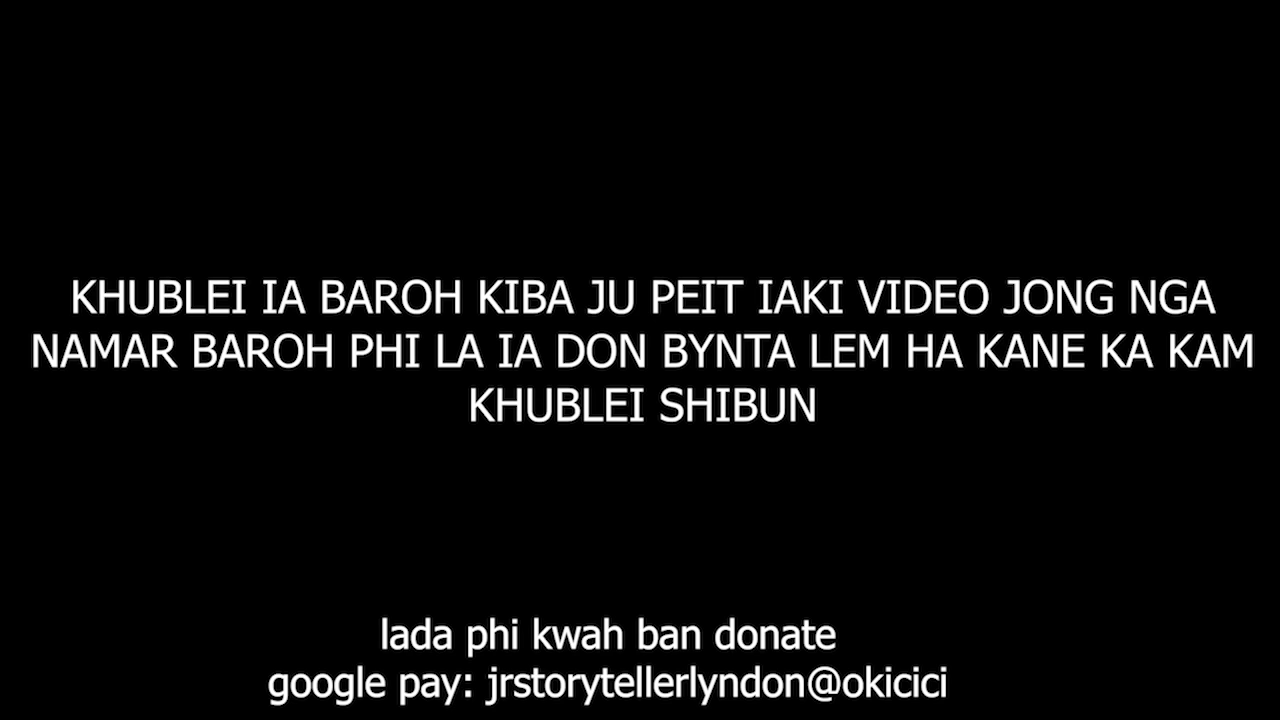 KHUBLEI IA BAROH KIBA JU PEIT IAKI VIDEO JONG NGA
NAMAR BAROH PHI LA IA DON BYNTA LEM HA KANE KA KAM
KHUBLEI SHIBUN
lada phi kwah ban donate
google pay: jrstorytellerlyndon@okicici